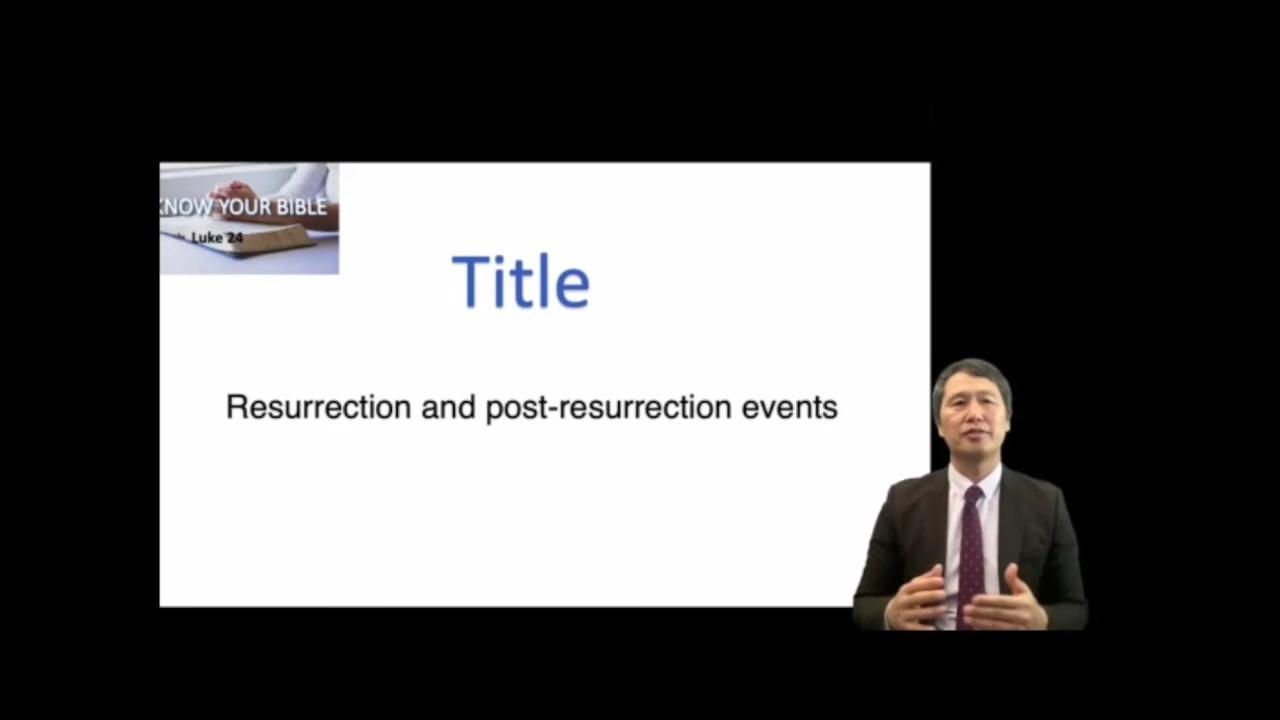 KNOW YOUR BIBLE
Luke 24
Title
Resurrection and post-resurrection events